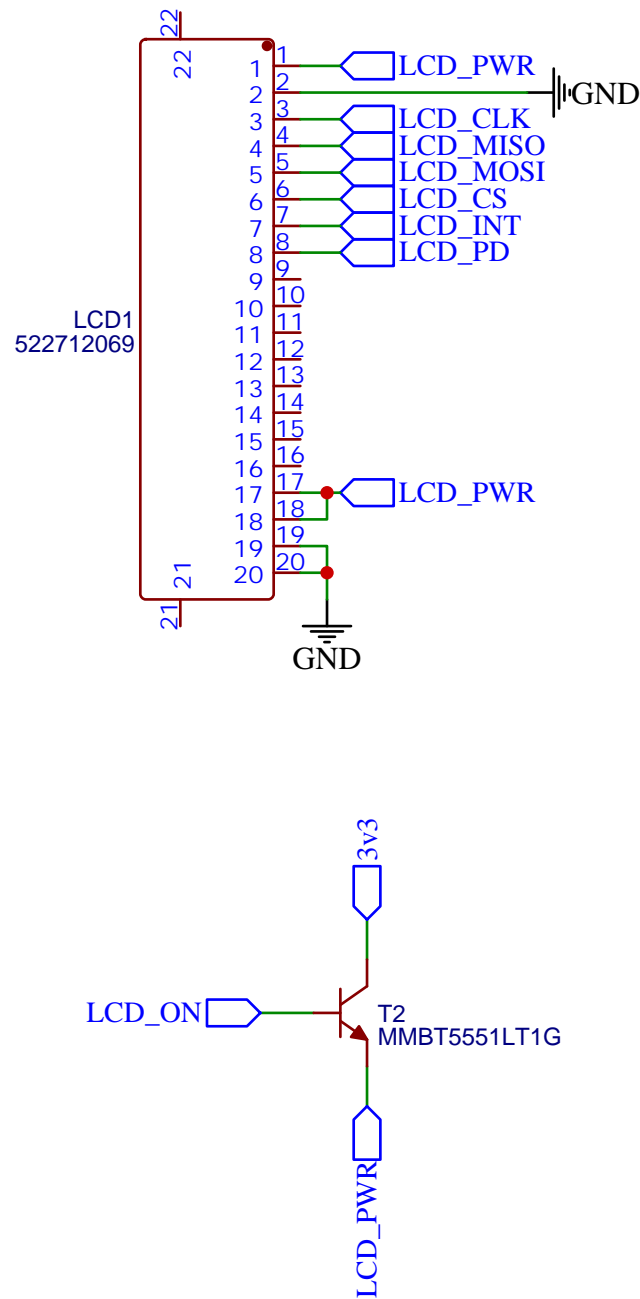 22
22
1 1 LCD_PWR
2 2 GND
3 3 LCD_CLK
4 4 LCD_MISO
5 5 LCD_MOSI
6 6 LCD_CS
7 7 LCD_INT
8 8 LCD_PD
9 9
10 10
LCD1
522712069
11 11
12 12
13 13
14 14
15 15
16 16
17 17 LCD_PWR
18 18
19 19
20 20
21
21
GND
3v3
LCD_ON
T2
MMBT5551LT1G
LCD_PWR